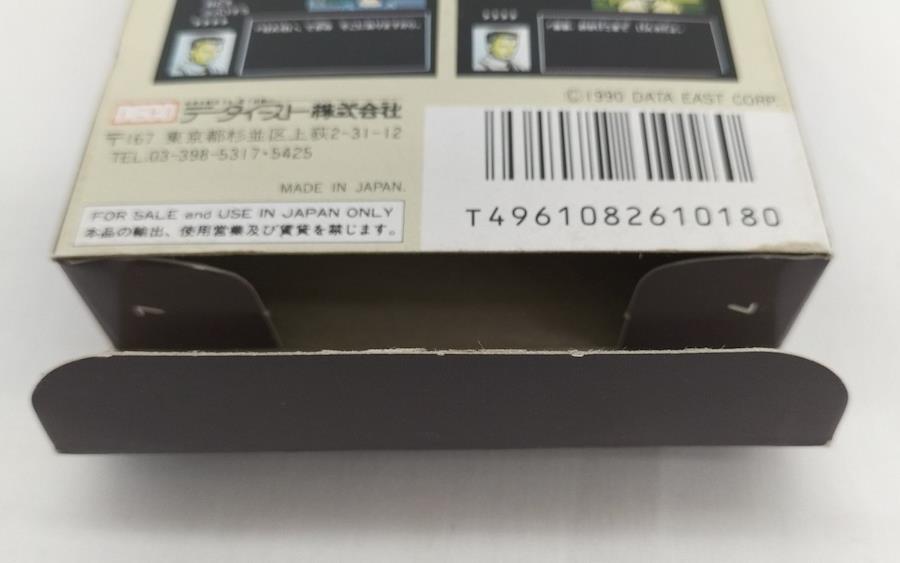 ©1990 DATA EAST CORP.
DECO データイースト株式会社
〒167 東京都杉並区上荻2-31-12
TEL:03-398-5317・5425
MADE IN JAPAN.
FOR SALE and USE IN JAPAN ONLY
本品の輸出、使用営業及び賃貸を禁じます。
T4961082610180